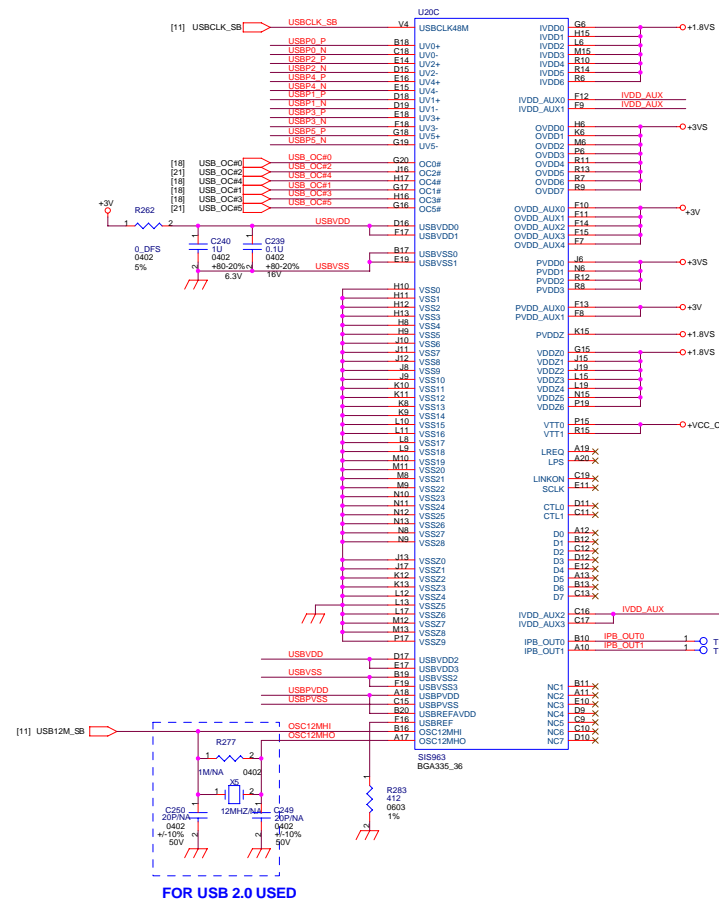 U20C
[11] USBCLK_SB USBCLK_SB V4 USBCLK48M
USBP0_P B18 UV0+
USBP0_N C18 UV0-
USBP2_P E14 UV2+
USBP2_N D15 UV2-
USBP4_P E16 UV4+
USBP4_N E15 UV4-
USBP1_P D18 UV1+
USBP1_N D19 UV1-
USBP3_P E18 UV3+
USBP3_N F18 UV3-
USBP5_P G18 UV5+
USBP5_N G19 UV5-
[18] USB_OC#0 USB_OC#0 G20 OC0#
[21] USB_OC#2 USB_OC#2 J16 OC2#
[18] USB_OC#4 USB_OC#4 H17 OC4#
[18] USB_OC#1 USB_OC#1 G17 OC1#
[18] USB_OC#3 USB_OC#3 H16 OC3#
[21] USB_OC#5 USB_OC#5 G16 OC5#
+3V R262 1 2 0_DFS 0402 5%
USBVDD D16 USBVDD0
F17 USBVDD1
1 2 C240 1U 0402 +80-20% 6.3V
1 2 C239 0.1U 0402 +80-20% 16V
B17 USBVSS0
USBVSS E19 USBVSS1
H10 VSS0
H11 VSS1
H12 VSS2
H13 VSS3
H8 VSS4
H9 VSS5
J10 VSS6
J11 VSS7
J12 VSS8
J8 VSS9
J9 VSS10
K10 VSS11
K11 VSS12
K8 VSS13
K9 VSS14
L10 VSS15
L11 VSS16
L8 VSS17
L9 VSS18
M10 VSS19
M11 VSS20
M8 VSS21
M9 VSS22
N10 VSS23
N11 VSS24
N12 VSS25
N13 VSS26
N8 VSS27
N9 VSS28
J13 VSSZ0
J17 VSSZ1
K12 VSSZ2
K13 VSSZ3
L12 VSSZ4
L13 VSSZ5
L17 VSSZ6
M12 VSSZ7
M13 VSSZ8
P17 VSSZ9
USBVDD D17 USBVDD2
E17 USBVDD3
USBVSS B19 USBVSS2
F19 USBVSS3
USBPVDD A18 USBPVDD
USBPVSS C15 USBPVSS
B20 USBREFAVDD
F16 USBREF
[11] USB12M_SB OSC12MHI B16 OSC12MHI
OSC12MHO A17 OSC12MHO
G6 IVDD0 +1.8VS
H15 IVDD1
L6 IVDD2
M15 IVDD3
R10 IVDD4
R14 IVDD5
R6 IVDD6
IVDD_AUX0 F12 IVDD_AUX
IVDD_AUX1 F9 IVDD_AUX
OVDD0 H6 +3VS
OVDD1 K6
OVDD2 M6
OVDD3 P6
OVDD4 R11
OVDD5 R13
OVDD6 R7
OVDD7 R9
OVDD_AUX0 F10 +3V
OVDD_AUX1 F11
OVDD_AUX2 F14
OVDD_AUX3 F15
OVDD_AUX4 F7
PVDD0 J6 +3VS
PVDD1 N6
PVDD2 R12
PVDD3 R8
PVDD_AUX0 F13 +3V
PVDD_AUX1 F8
PVDDZ K15 +1.8VS
VDDZ0 G15 +1.8VS
VDDZ1 J15
VDDZ2 J19
VDDZ3 L15
VDDZ4 L19
VDDZ5 N15
VDDZ6 P19
VTT0 P15 +VCC_C
VTT1 R15
LREQ A19
LPS A20
LINKON C19
SCLK E11
CTL0 D11
CTL1 C11
D0 A12
D1 B12
D2 C12
D3 D12
D4 E12
D5 A13
D6 B13
D7 C13
IVDD_AUX2 C16 IVDD_AUX
IVDD_AUX3 C17
IPB_OUT0 B10 IPB_OUT0 1 T
IPB_OUT1 A10 IPB_OUT1 1 T
NC1 B11
NC2 A11
NC3 E10
NC4 D9
NC5 C9
NC6 C10
NC7 D10
SIS963
BGA335_36
1 R277 2
1M/NA 0402
X5
1 2
12MHZ/NA
1 2 C250 20P/NA 0402 +/-10% 50V
1 2 C249 20P/NA 0402 +/-10% 50V
1 2 R283 412 0603 1%
FOR USB 2.0 USED